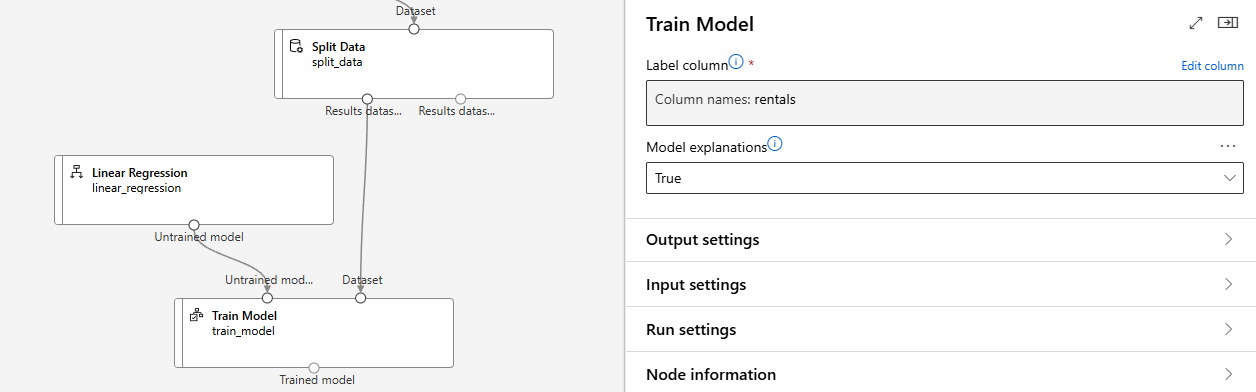 Dataset
Split Data
split_data
Results datas...
Results datas...
Linear Regression
linear_regression
Untrained model
Untrained mod...
Dataset
Train Model
train_model
Trained model
Train Model
Label column * Edit column
Column names: rentals
Model explanations ...
True
Output settings
Input settings
Run settings
Node information